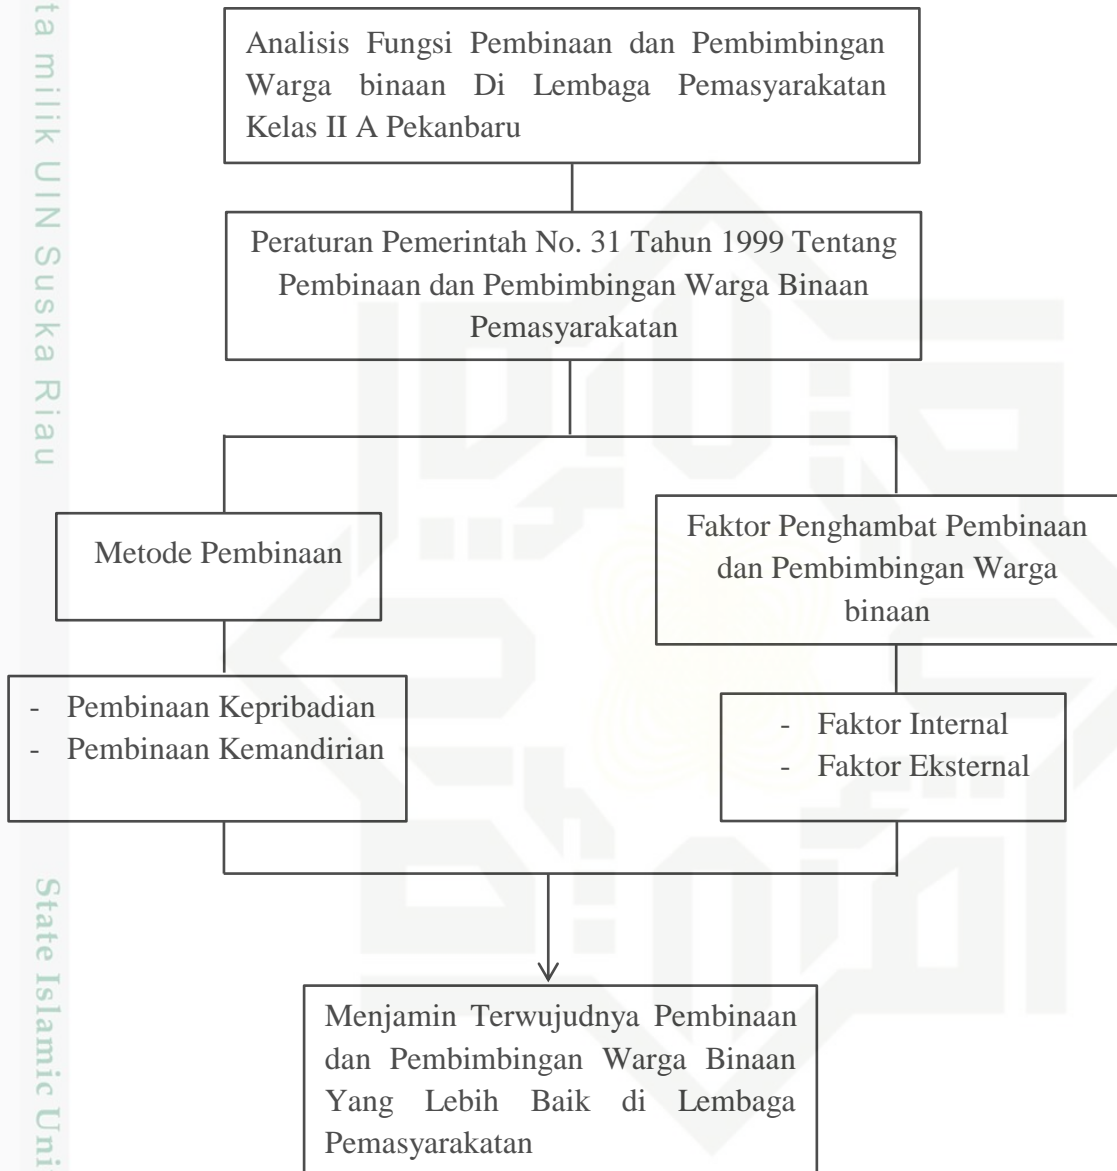 Analisis Fungsi Pembinaan dan Pembimbingan
Warga binaan Di Lembaga Pemasyarakatan
Kelas II A Pekanbaru
Peraturan Pemerintah No. 31 Tahun 1999 Tentang
Pembinaan dan Pembimbingan Warga Binaan
Pemasyarakatan
Metode Pembinaan
Faktor Penghambat Pembinaan
dan Pembimbingan Warga
binaan
- Pembinaan Kepribadian
- Pembinaan Kemandirian
- Faktor Internal
- Faktor Eksternal
Menjamin Terwujudnya Pembinaan
dan Pembimbingan Warga Binaan
Yang Lebih Baik di Lembaga
Pemasyarakatan
milik UIN Suska Riau
State Islamic